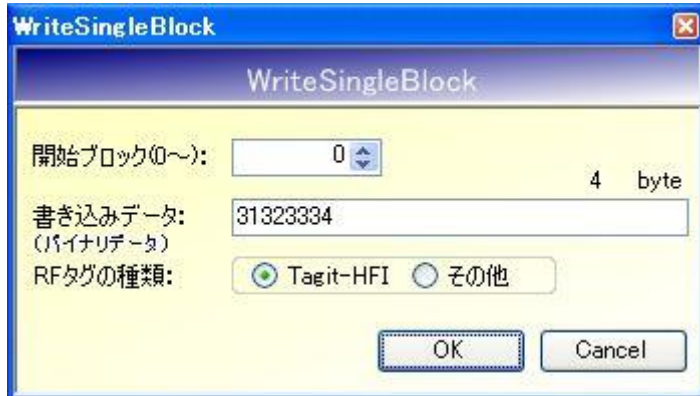 WriteSingleBlock
WriteSingleBlock
開始ブロック(0～):
0
4 byte
書き込みデータ:
31323334
(バイナリデータ)
RFタグの種類:
Tagit-HFI
その他
OK
Cancel